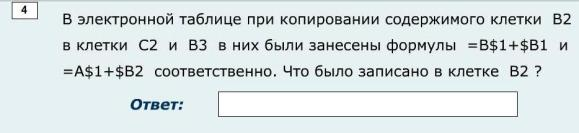 4
В электронной таблице при копировании содержимого клетки B2
в клетки C2 и B3 в них были занесены формулы =B$1+$B1 и
=A$1+$B2 соответственно. Что было записано в клетке B2 ?
Ответ: